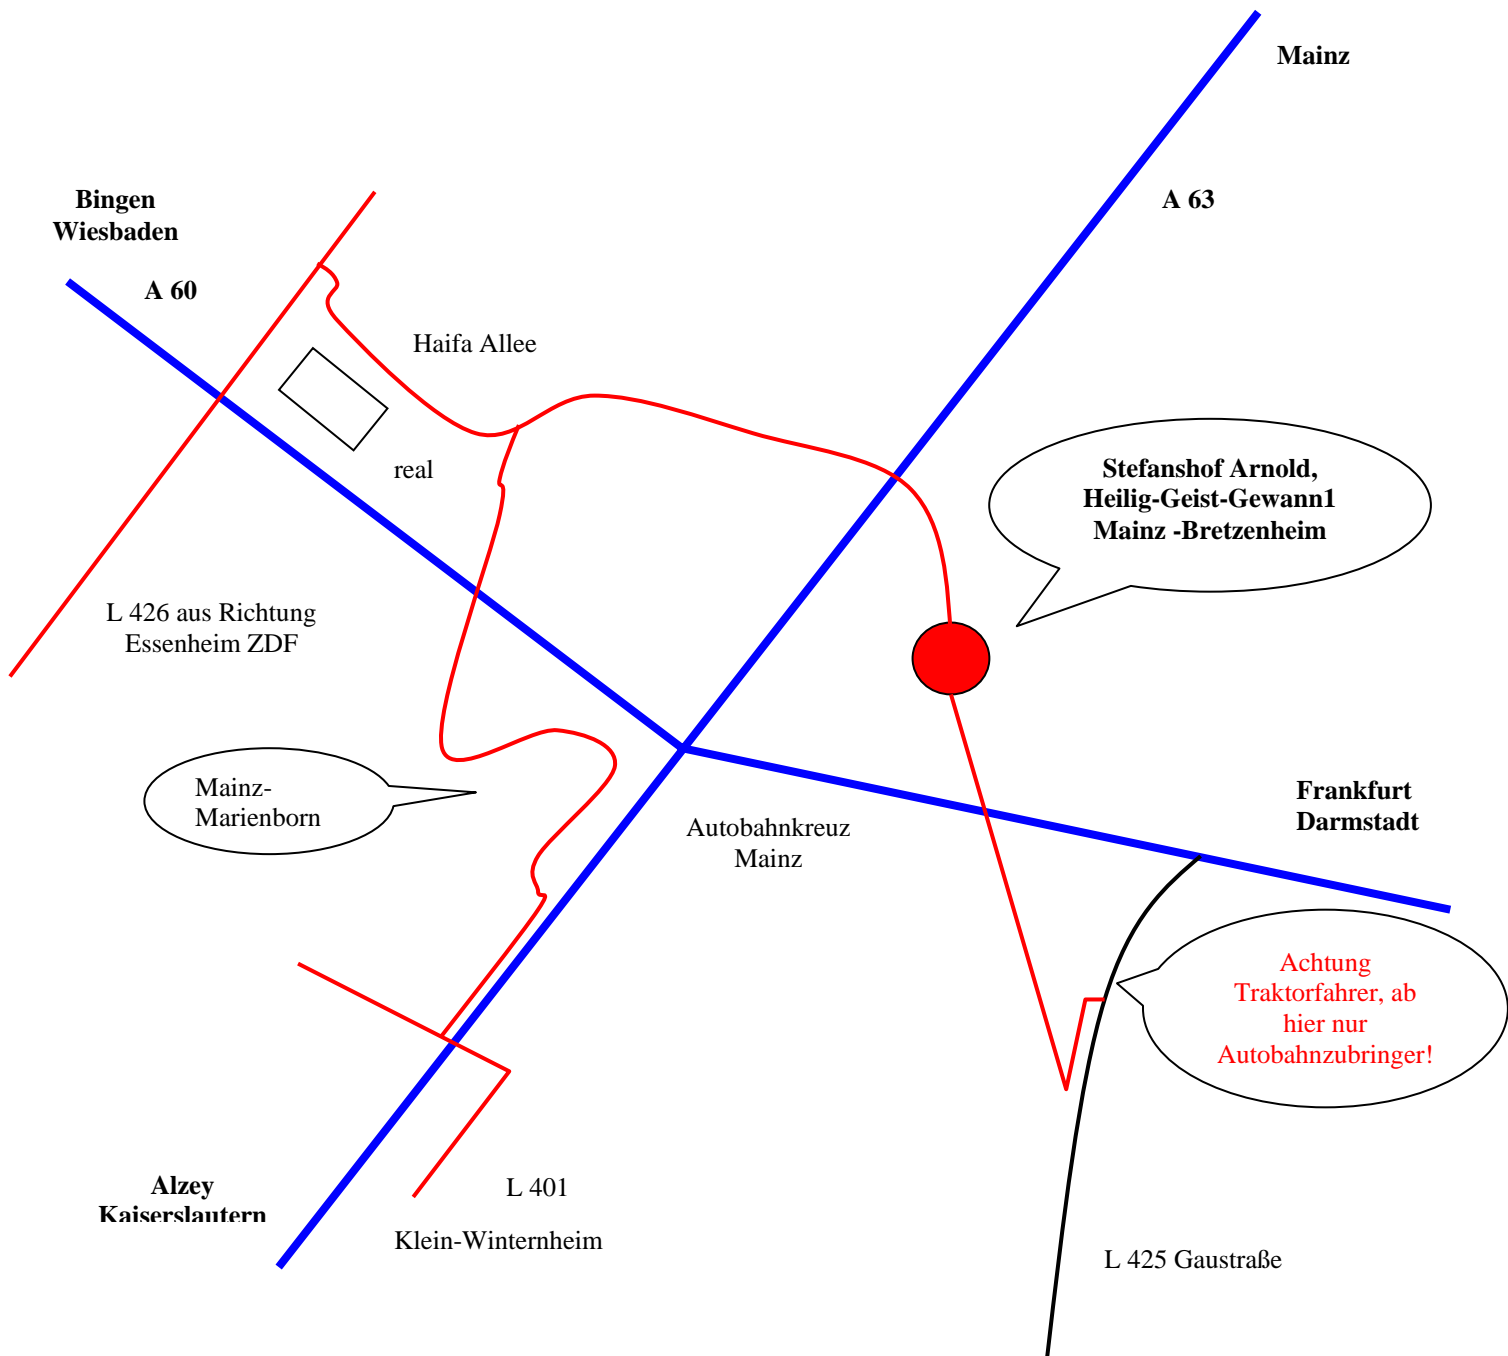 Mainz
Bingen
Wiesbaden
A 63
A 60
Haifa Allee
real
Stefanshof Arnold,
Heilig-Geist-Gewann1
Mainz -Bretzenheim
L 426 aus Richtung
Essenheim ZDF
Mainz-
Marienborn
Autobahnkreuz
Mainz
Frankfurt
Darmstadt
Achtung
Traktorfahrer, ab
hier nur
Autobahnzubringer!
Alzey
Kaiserslautern
L 401
Klein-Winternheim
L 425 Gaustraße